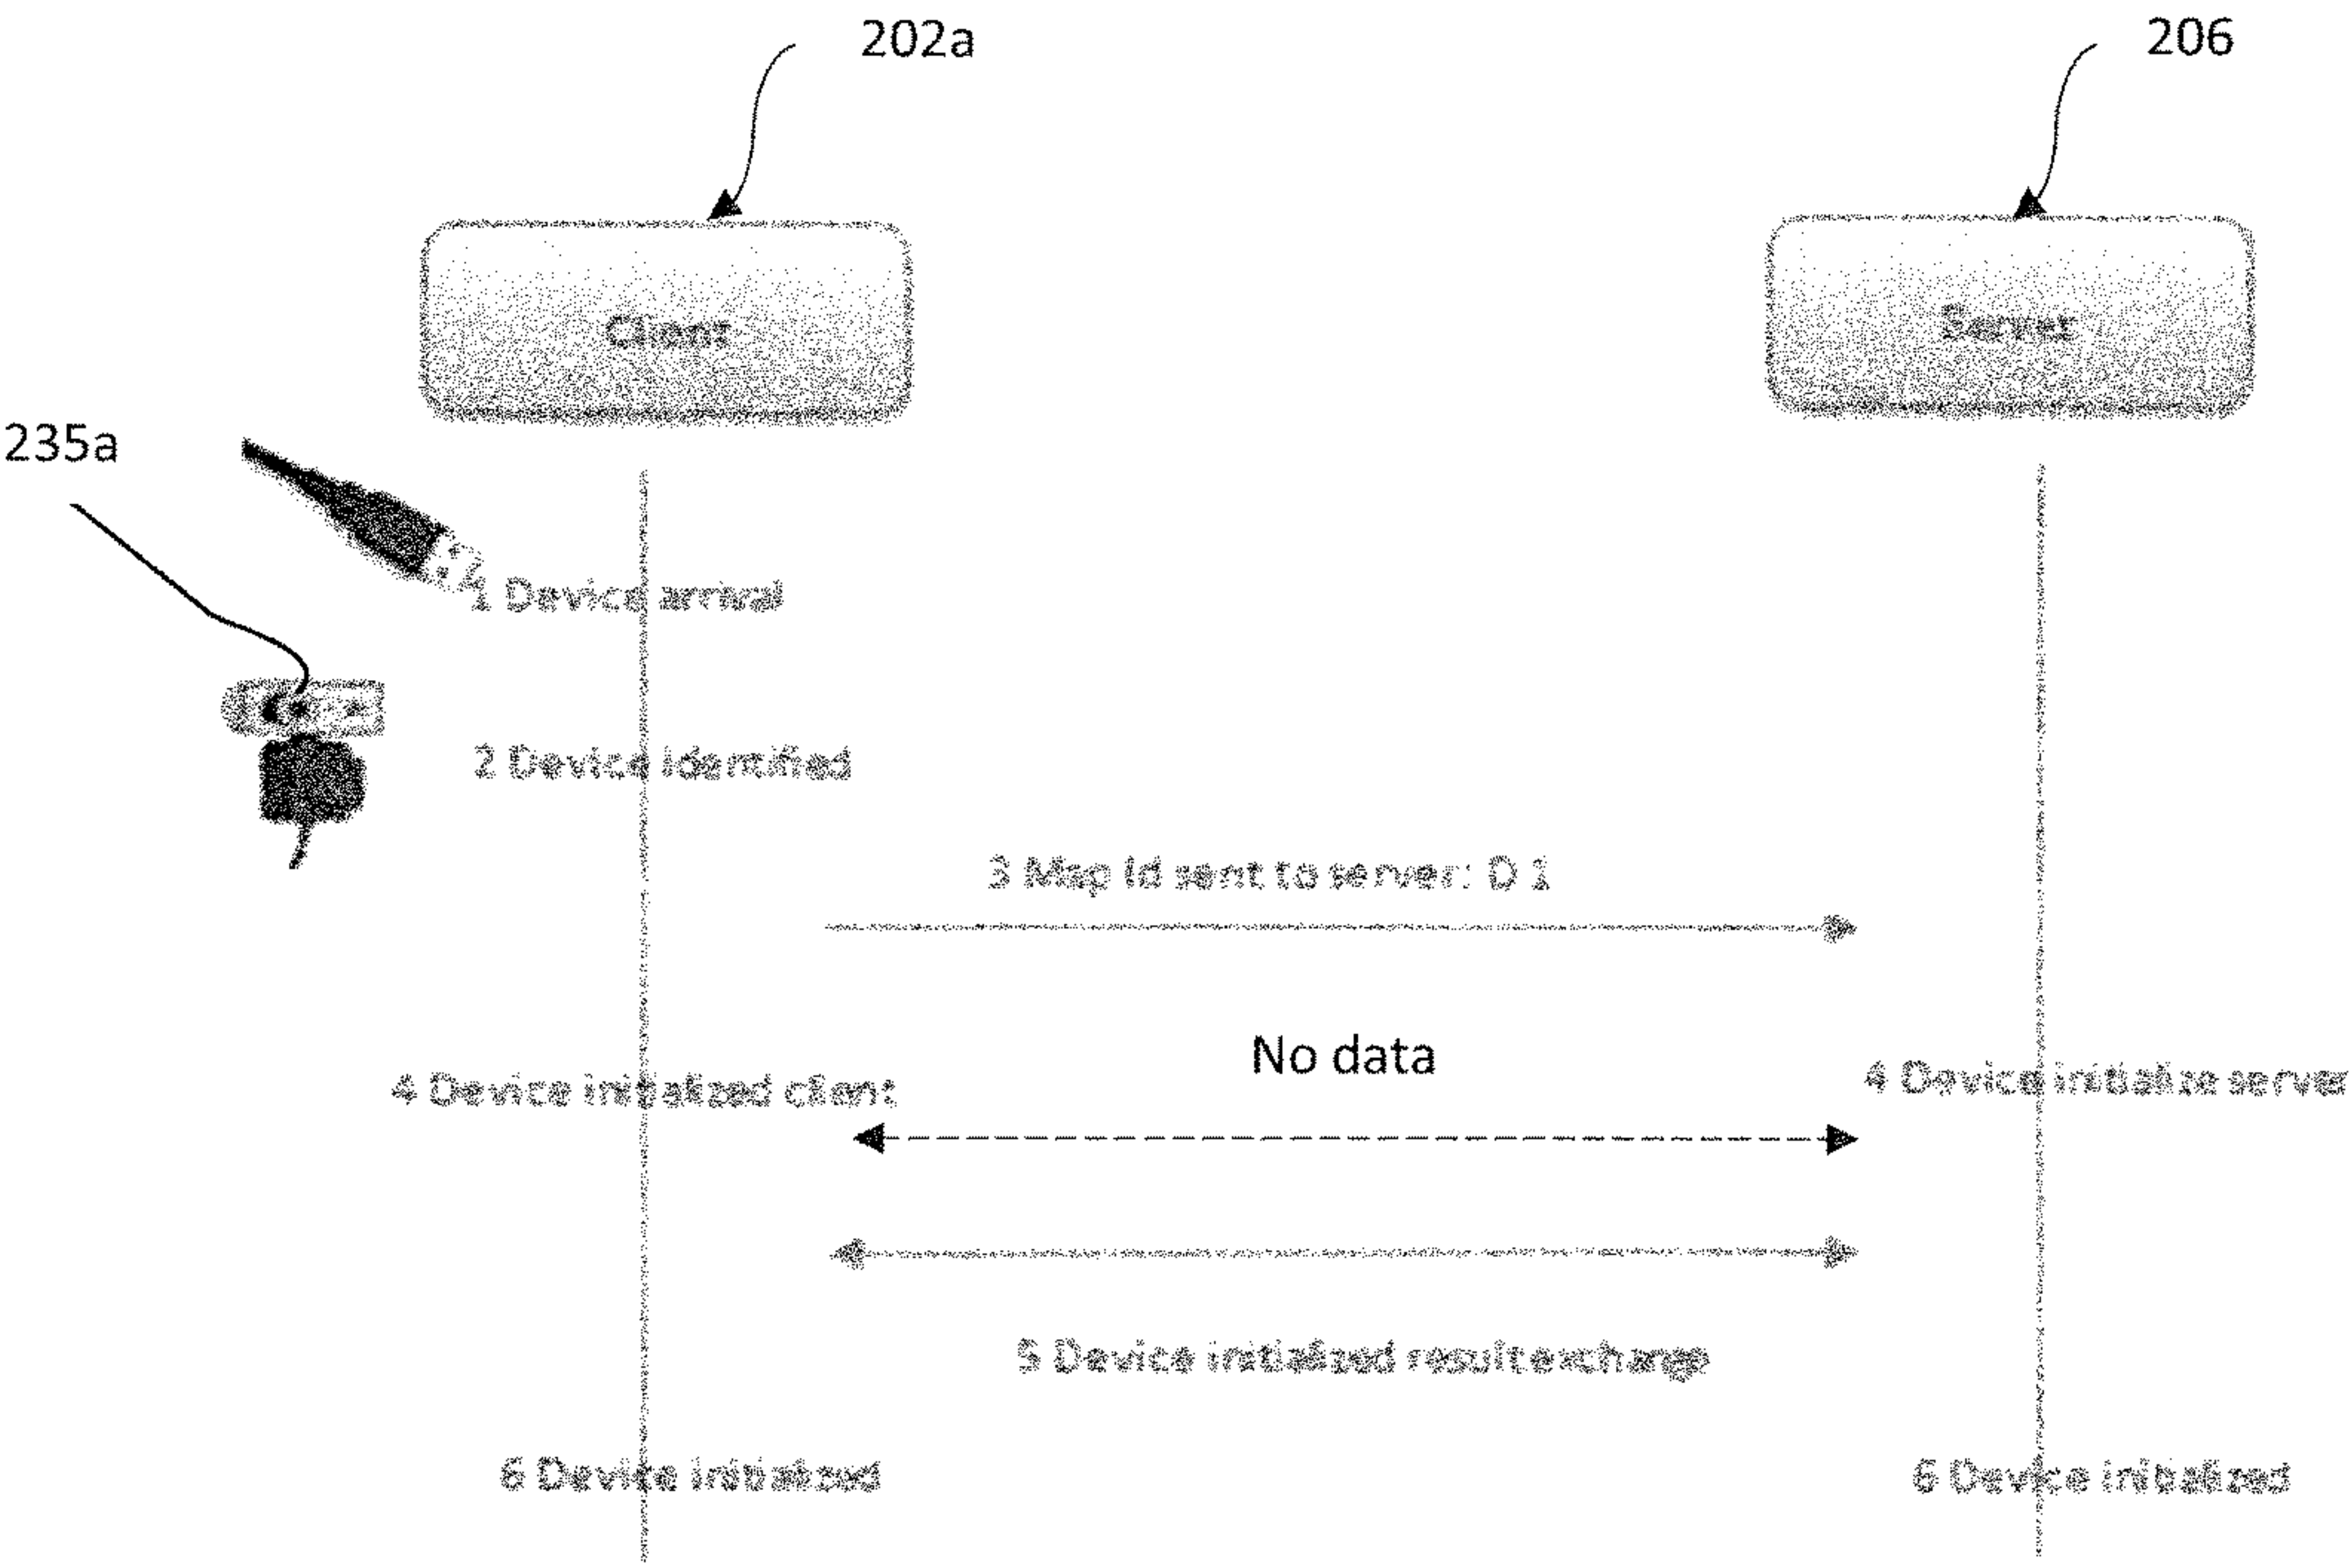 202a
206
Client
Server
235a
1 Device arrival
2 Device identified
3 Map Id sent to server: D 1
No data
4 Device initialized client
4 Device initialize server
5 Device initialized result exchange
6 Device initialized
6 Device initialized